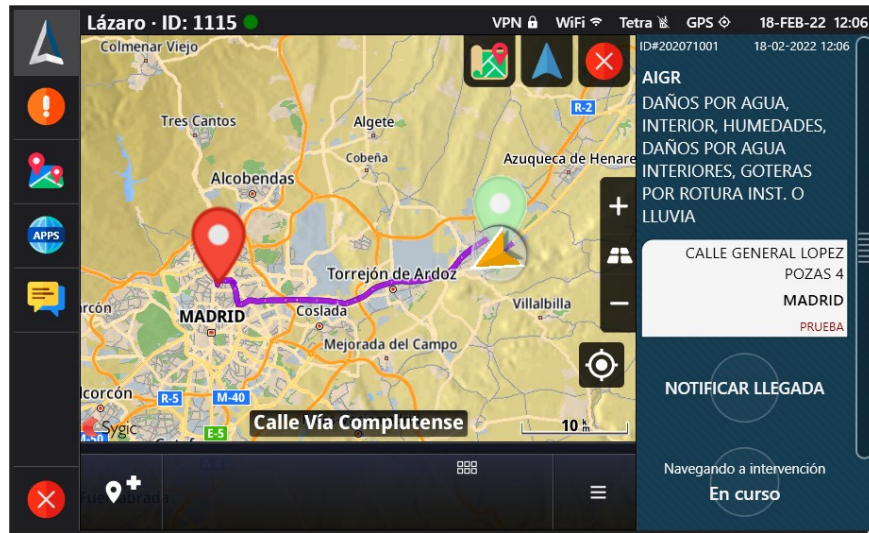 Lázaro · ID: 1115
VPN
WiFi
Tetra
GPS
18-FEB-22 12:06
Colmenar Viejo
R-2
Tres Cantos
Algete
Cobeña
Azuqueca de Henare
Alcobendas
Torrejón de Ardoz
rcón
MADRID
Coslada
Villalbilla
Mejorada del Campo
lcorcón
R-5
M-40
Sygic
E-5
Calle Vía Complutense
10 k
APPS
ID#202071001
18-02-2022 12:06
AIGR
DAÑOS POR AGUA,
INTERIOR, HUMEDADES,
DAÑOS POR AGUA
INTERIORES, GOTERAS
POR ROTURA INST. O
LLUVIA
CALLE GENERAL LOPEZ
POZAS 4
MADRID
PRUEBA
NOTIFICAR LLEGADA
Navegando a intervención
En curso